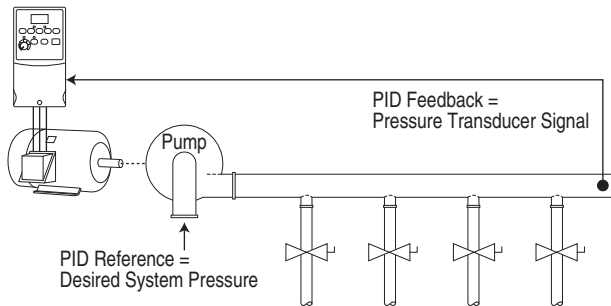 PID Feedback =
Pressure Transducer Signal
Pump
PID Reference =
Desired System Pressure